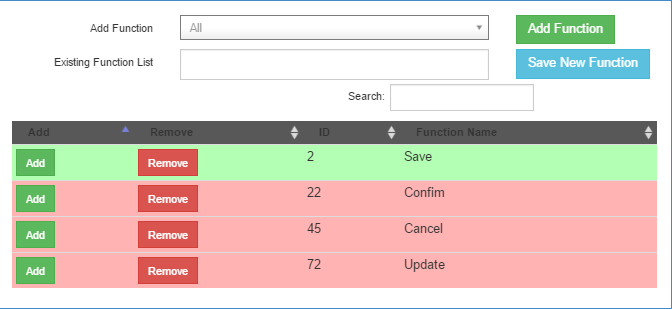 Add Function All Add Function
Existing Function List Save New Function
Search:
Add Remove ID Function Name
Add Remove 2 Save
Add Remove 22 Confim
Add Remove 45 Cancel
Add Remove 72 Update